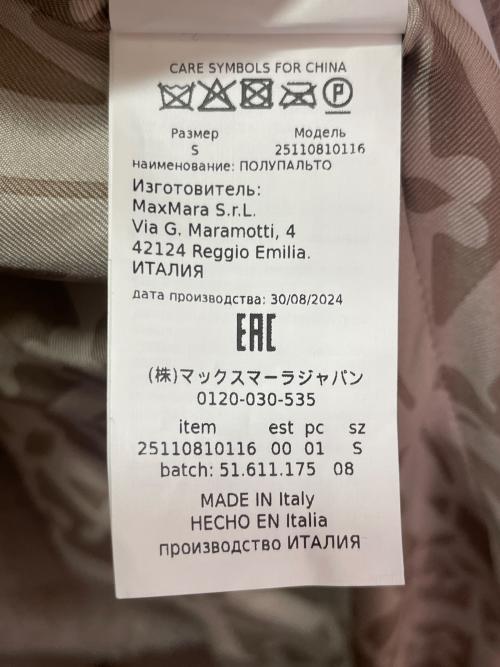 CARE SYMBOLS FOR CHINA
P
Размер Модель
S 25110810116
наименование: ПОЛУПАЛЬТО
Изготовитель:
MaxMara S.r.L.
Via G. Maramotti, 4
42124 Reggio Emilia.
ИТАЛИЯ
дата производства: 30/08/2024
EAC
(株)マックスマーラジャパン
0120-030-535
item est pc sz
25110810116 00 01 S
batch: 51.611.175 08
MADE IN Italy
HECHO EN Italia
производство ИТАЛИЯ